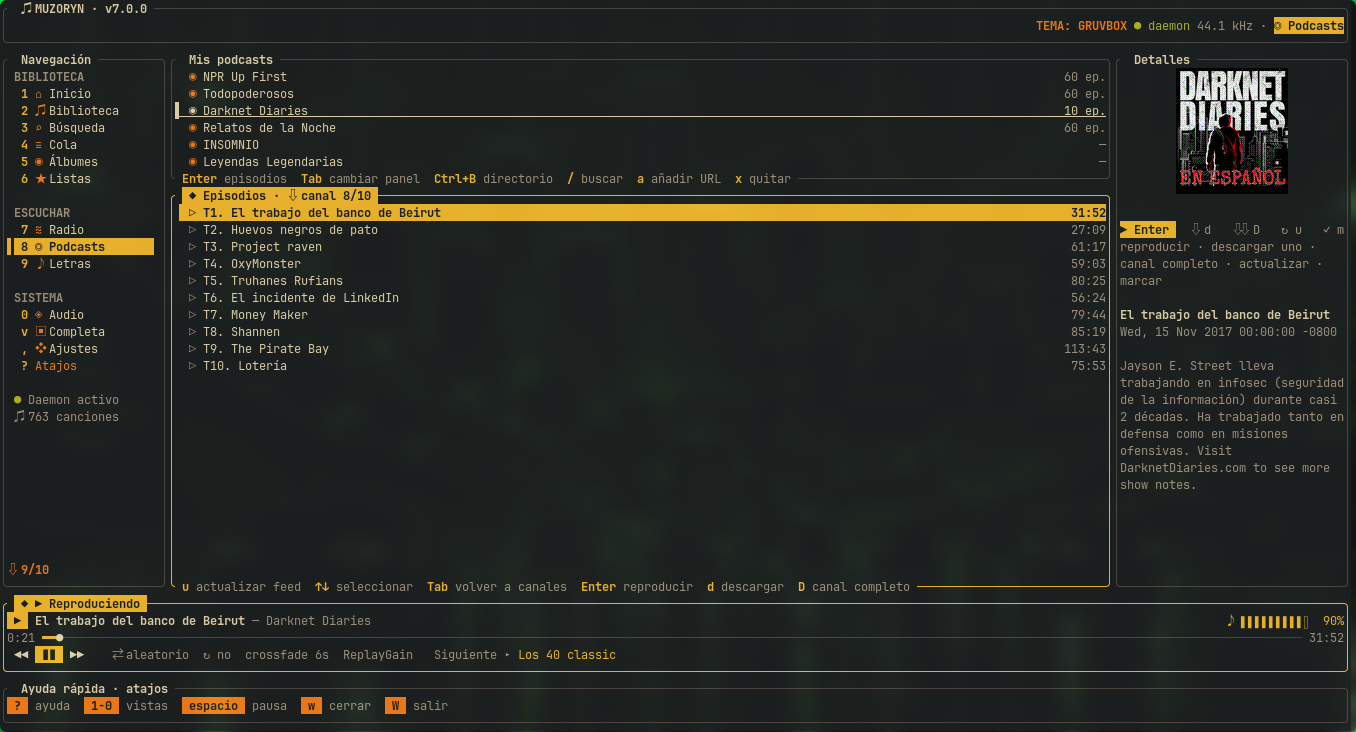 MUZORYN · v7.0.0
TEMA: GRUVBOX ● daemon 44.1 kHz · Podcasts
Navegación
BIBLIOTECA
1 Inicio
2 Biblioteca
3 Búsqueda
4 Cola
5 Álbumes
6 Listas
ESCUCHAR
7 Radio
8 Podcasts
9 Letras
SISTEMA
0 Audio
v Completa
, Ajustes
? Atajos
● Daemon activo
763 canciones
9/10
Mis podcasts
NPR Up First 60 ep.
Todopoderosos 60 ep.
Darknet Diaries 10 ep.
Relatos de la Noche 60 ep.
INSOMNIO —
Leyendas Legendarias —
Enter episodios Tab cambiar panel Ctrl+B directorio / buscar a añadir URL x quitar
◆ Episodios · ⇩ canal 8/10
▷ T1. El trabajo del banco de Beirut 31:52
▷ T2. Huevos negros de pato 27:09
▷ T3. Project raven 61:17
▷ T4. OxyMonster 59:03
▷ T5. Truhanes Rufians 80:25
▷ T6. El incidente de LinkedIn 56:24
▷ T7. Money Maker 79:44
▷ T8. Shannen 85:19
▷ T9. The Pirate Bay 113:43
▷ T10. Lotería 75:53
u actualizar feed ↑↓ seleccionar Tab volver a canales Enter reproducir d descargar D canal completo
Detalles
DARKNET
DIARIES
EN ESPAÑOL
▶ Enter ⇩ d ⇩⇩ D ↻ u ✓ m
reproducir · descargar uno ·
canal completo · actualizar ·
marcar
El trabajo del banco de Beirut
Wed, 15 Nov 2017 00:00:00 -0800
Jayson E. Street lleva
trabajando en infosec (seguridad
de la información) durante casi
2 décadas. Ha trabajado tanto en
defensa como en misiones
ofensivas. Visit
DarknetDiaries.com to see more
show notes.
◆ ▶ Reproduciendo
▶ El trabajo del banco de Beirut — Darknet Diaries 90%
0:21 31:52
aleatorio ↻ no crossfade 6s ReplayGain Siguiente ‣ Los 40 classic
Ayuda rápida · atajos
? ayuda 1-0 vistas espacio pausa w cerrar W salir